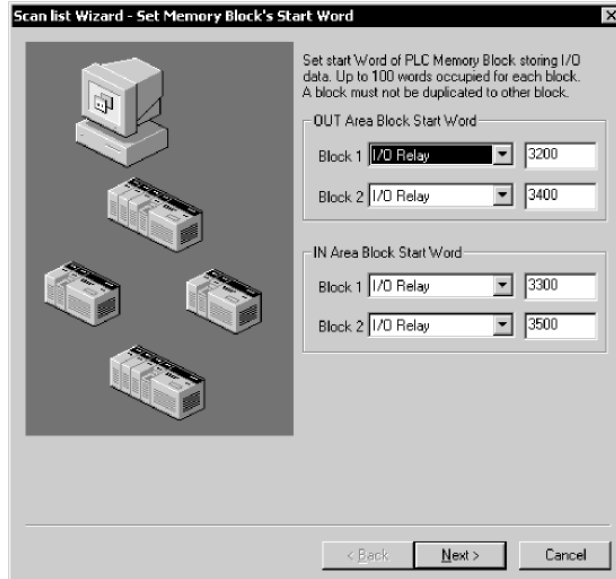 Scan list Wizard - Set Memory Block's Start Word
Set start Word of PLC Memory Block storing I/O
data. Up to 100 words occupied for each block.
A block must not be duplicated to other block.
OUT Area Block Start Word
Block 1 I/O Relay 3200
Block 2 I/O Relay 3400
IN Area Block Start Word
Block 1 I/O Relay 3300
Block 2 I/O Relay 3500
< Back Next > Cancel